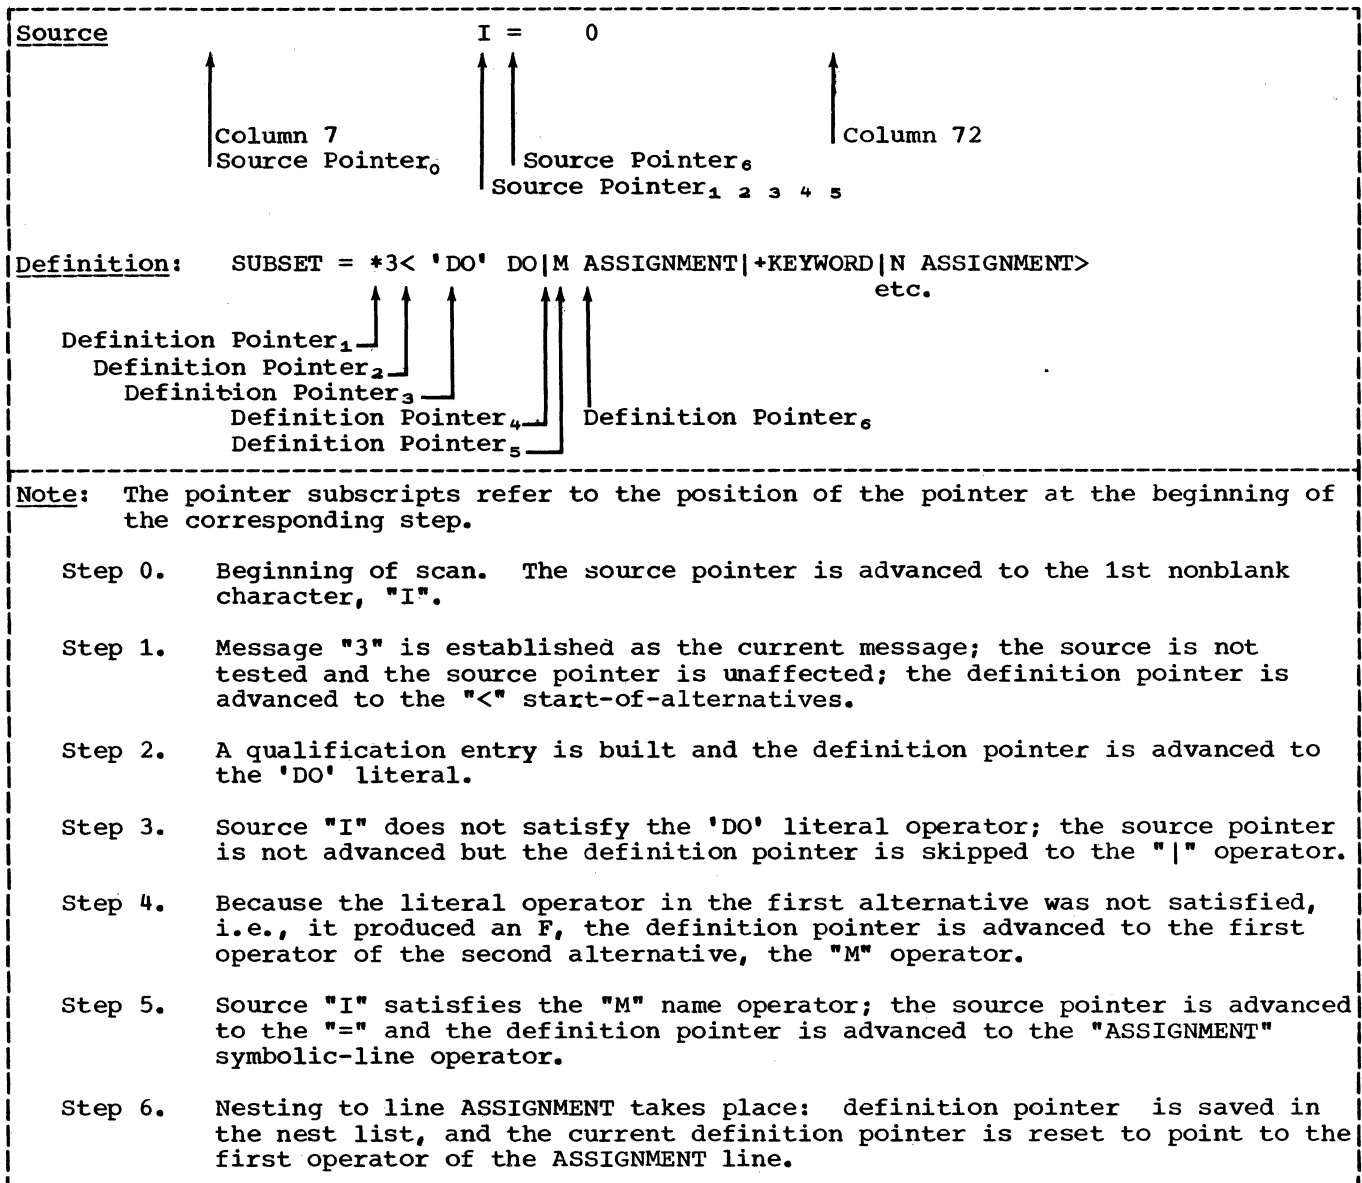 Source I = 0
Column 7
Source Pointer₀
Column 72
Source Pointer₆
Source Pointer₁ ₂ ₃ ₄ ₅
Definition: SUBSET = *3< 'DO' DO|M ASSIGNMENT|+KEYWORD|N ASSIGNMENT>
etc.
Definition Pointer₁
Definition Pointer₂
Definition Pointer₃
Definition Pointer₄ Definition Pointer₆
Definition Pointer₅
Note: The pointer subscripts refer to the position of the pointer at the beginning of
the corresponding step.
Step 0. Beginning of scan. The source pointer is advanced to the 1st nonblank
character, "I".
Step 1. Message "3" is established as the current message; the source is not
tested and the source pointer is unaffected; the definition pointer is
advanced to the "<" start-of-alternatives.
Step 2. A qualification entry is built and the definition pointer is advanced to
the 'DO' literal.
Step 3. Source "I" does not satisfy the 'DO' literal operator; the source pointer
is not advanced but the definition pointer is skipped to the "|" operator.
Step 4. Because the literal operator in the first alternative was not satisfied,
i.e., it produced an F, the definition pointer is advanced to the first
operator of the second alternative, the "M" operator.
Step 5. Source "I" satisfies the "M" name operator; the source pointer is advanced
to the "=" and the definition pointer is advanced to the "ASSIGNMENT"
symbolic-line operator.
Step 6. Nesting to line ASSIGNMENT takes place: definition pointer is saved in
the nest list, and the current definition pointer is reset to point to the
first operator of the ASSIGNMENT line.